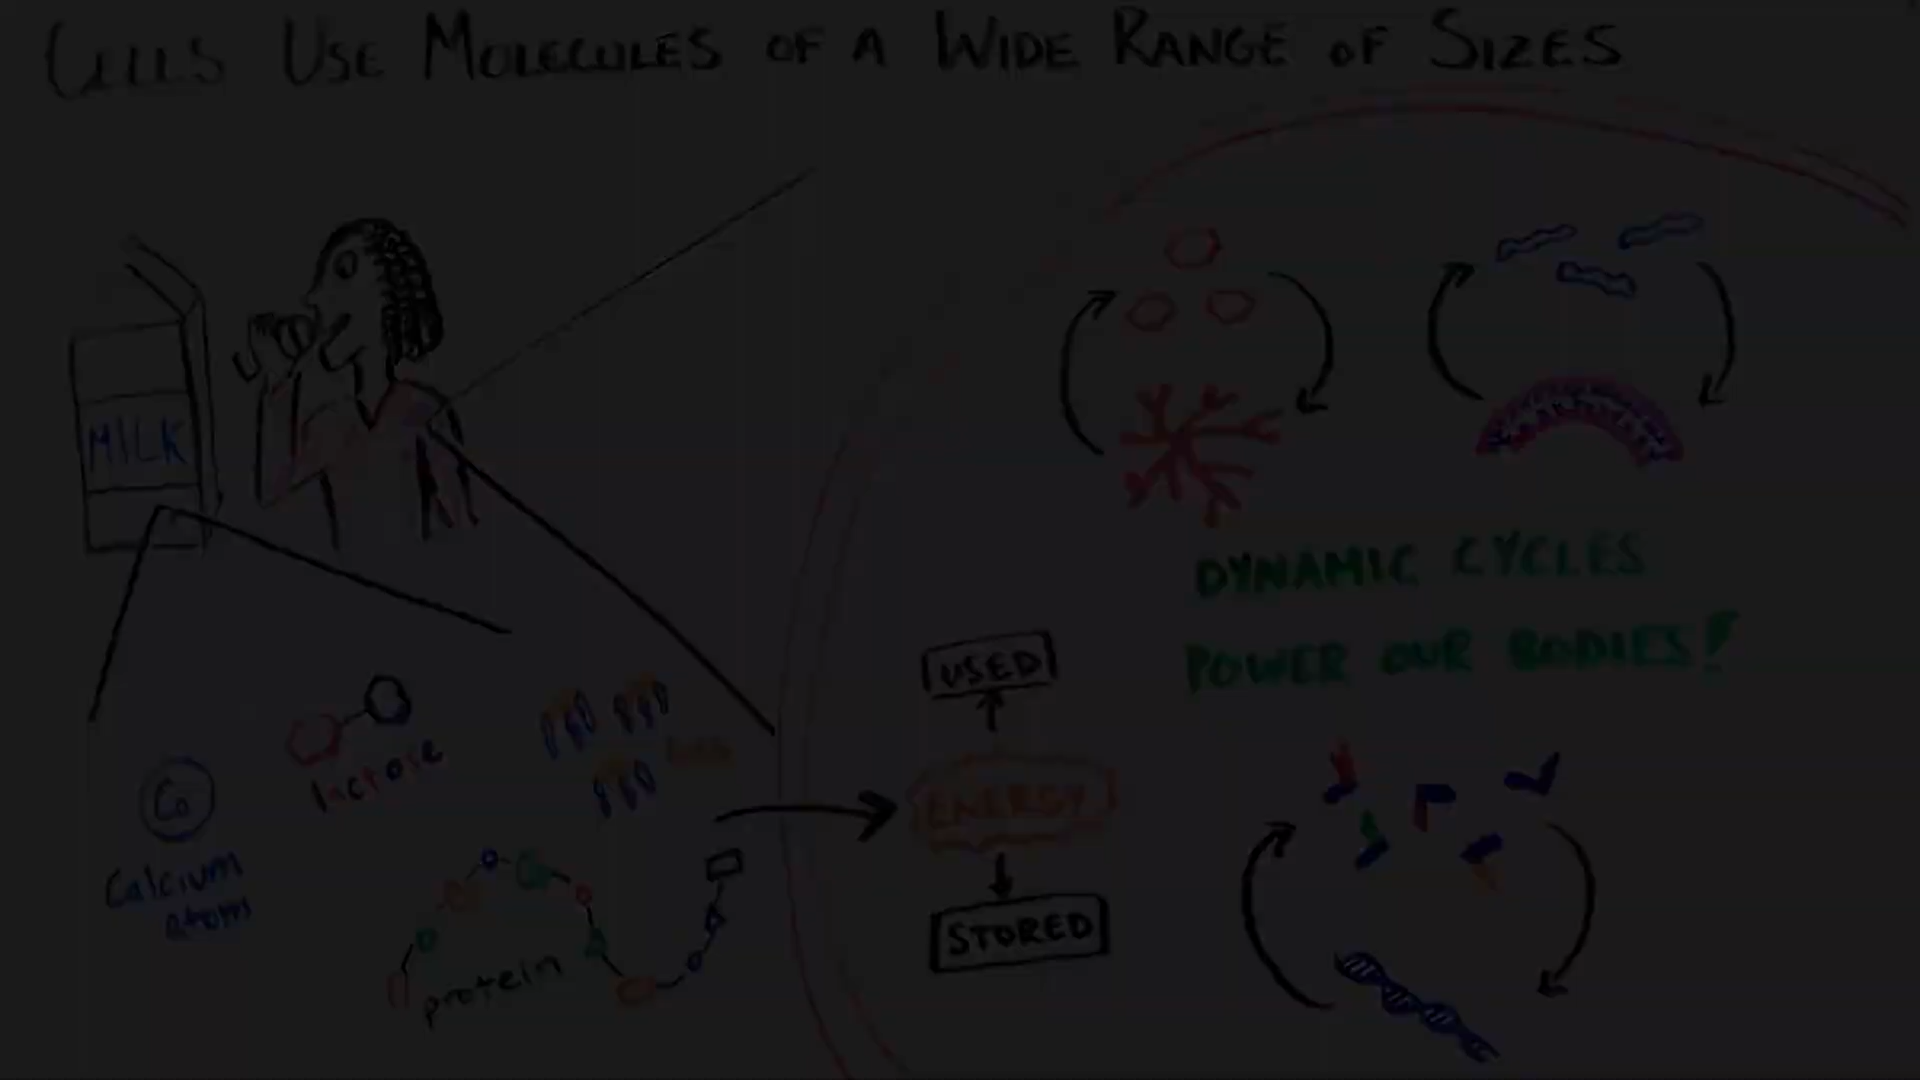 CELLS USE MOLECULES OF A WIDE RANGE OF SIZES
MILK
DYNAMIC CYCLES
POWER OUR BODIES!
USED
ENERGY
STORED
lactose
Ca
Calcium
atom
protein